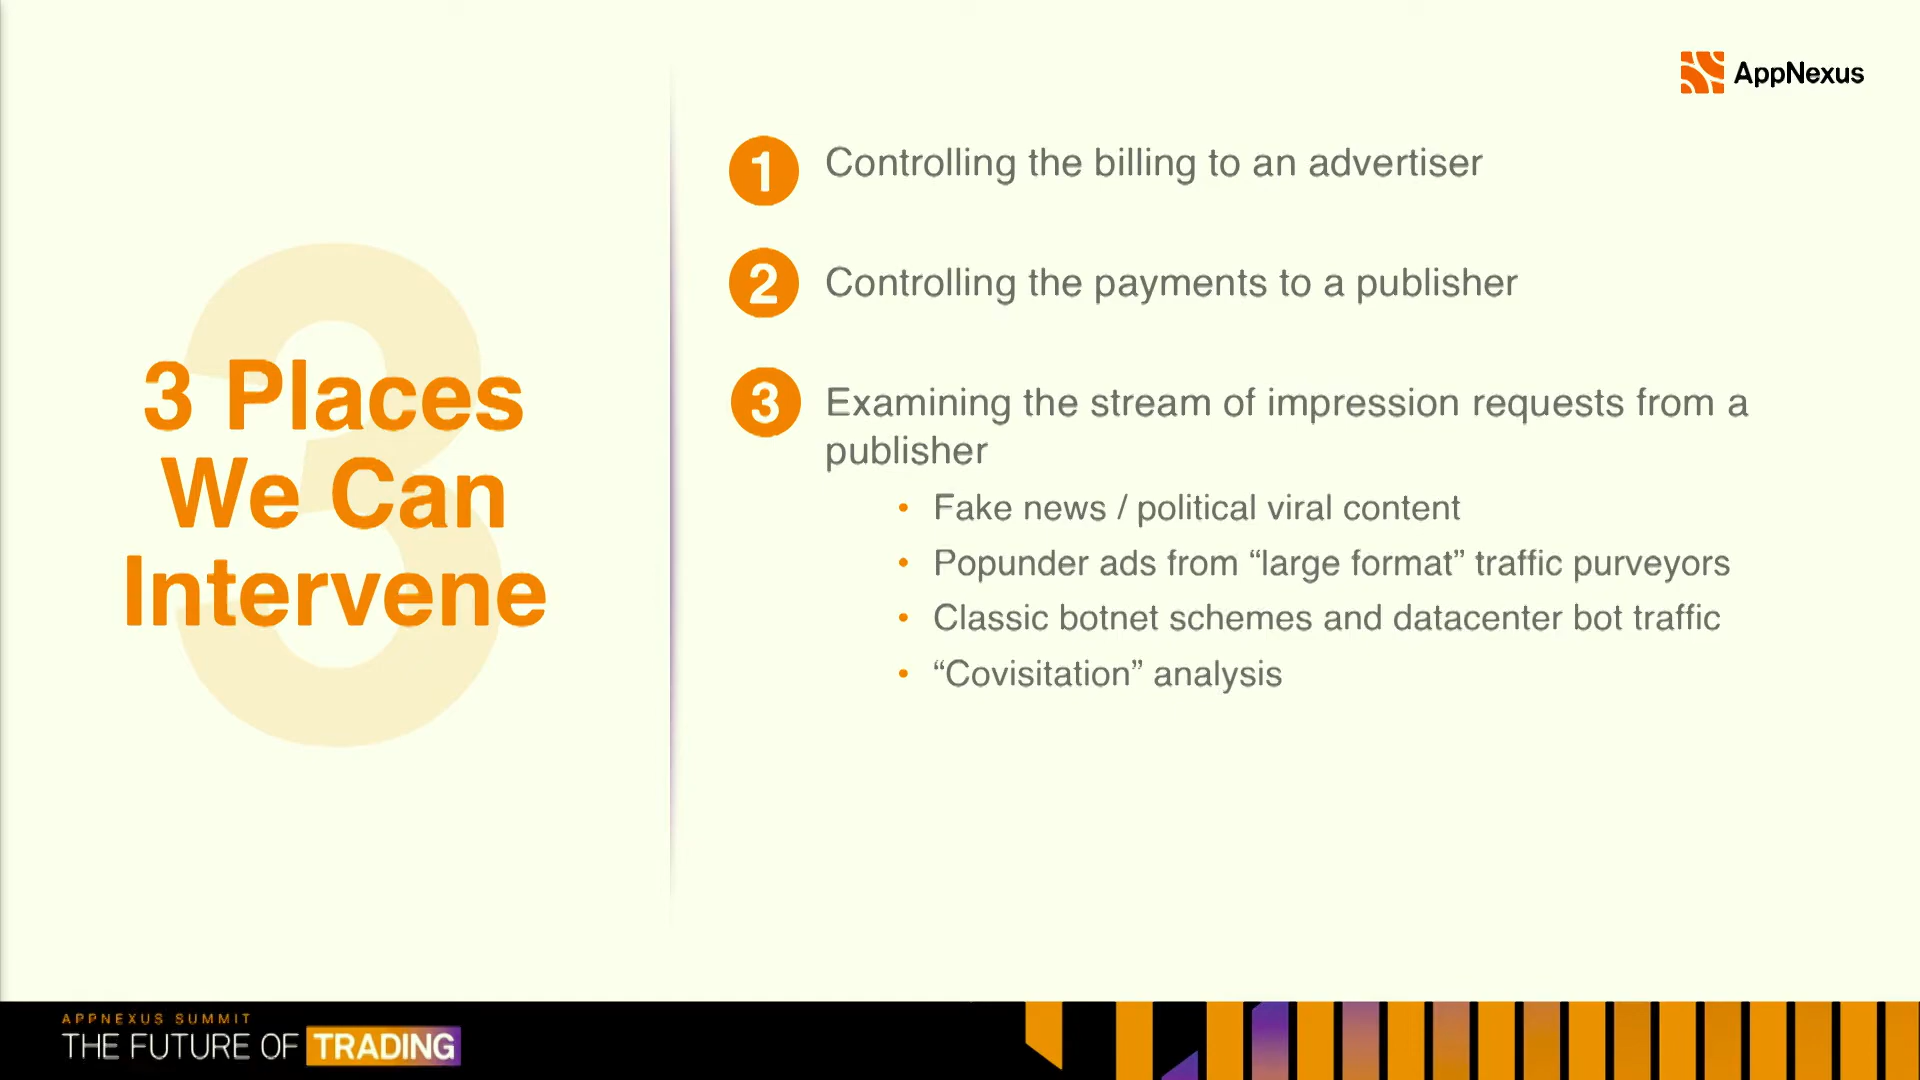 AppNexus
3 Places
We Can
Intervene
3
1 Controlling the billing to an advertiser
2 Controlling the payments to a publisher
3 Examining the stream of impression requests from a
publisher
• Fake news / political viral content
• Popunder ads from “large format” traffic purveyors
• Classic botnet schemes and datacenter bot traffic
• “Covisitation” analysis
APPNEXUS SUMMIT
THE FUTURE OF TRADING